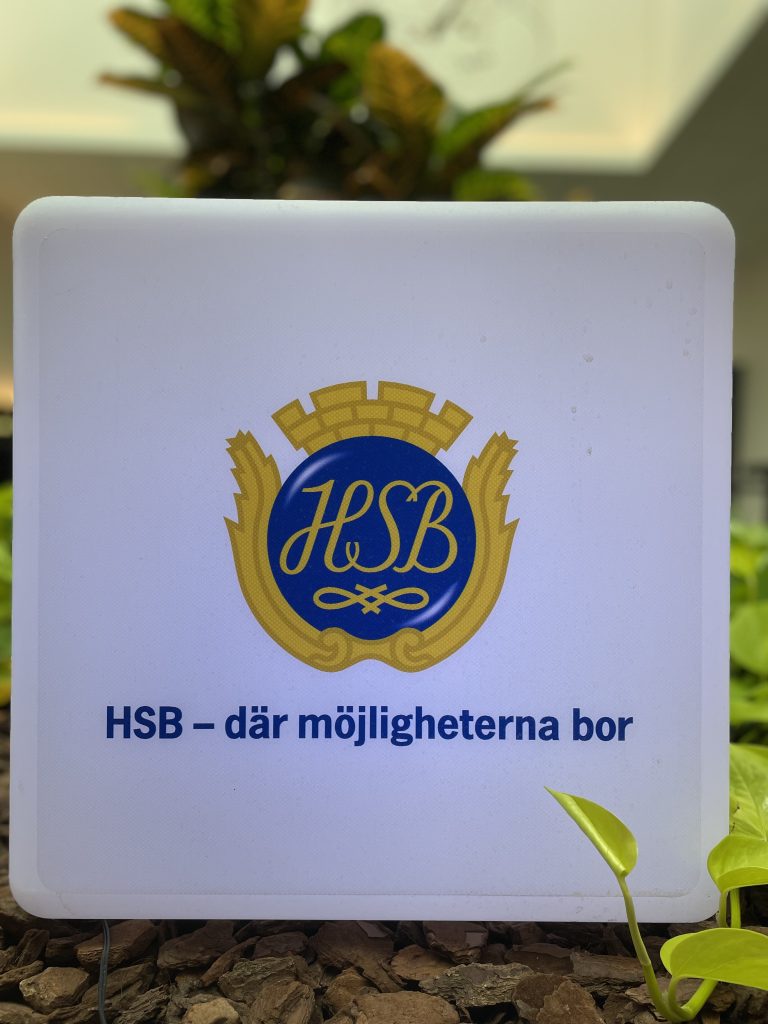 HSB
HSB – där möjligheterna bor